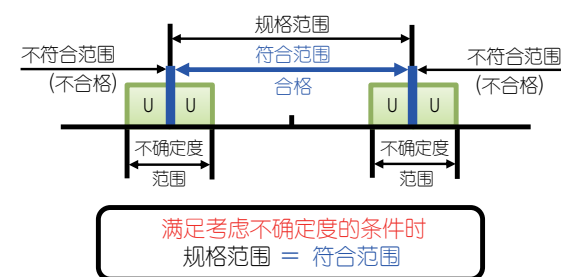 规格范围
不符合范围 符合范围 不符合范围
(不合格) 合格 (不合格)
U U U U
不确定度 不确定度
范围 范围
满足考虑不确定度的条件时
规格范围 = 符合范围